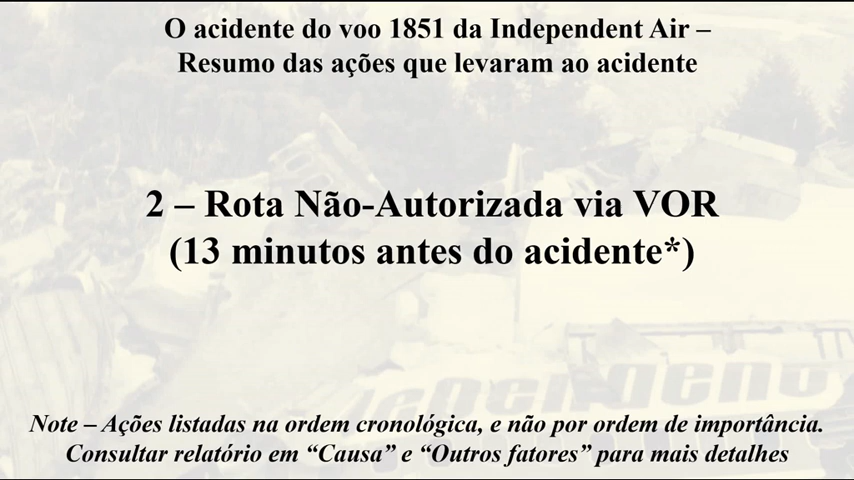 O acidente do voo 1851 da Independent Air –
Resumo das ações que levaram ao acidente
2 – Rota Não-Autorizada via VOR
(13 minutos antes do acidente*)
Note – Ações listadas na ordem cronológica, e não por ordem de importância.
Consultar relatório em “Causa” e “Outros fatores” para mais detalhes